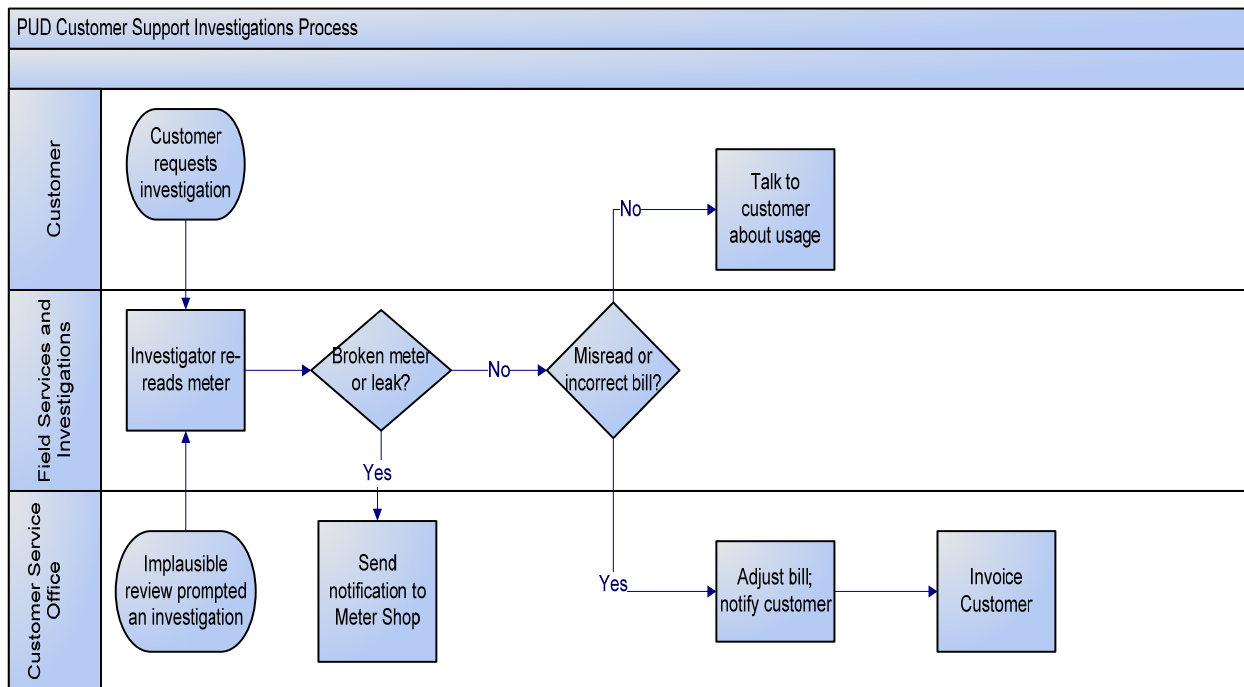 PUD Customer Support Investigations Process
Customer
Customer
requests
investigation
Talk to
customer
about usage
No
Field Services and
Investigations
Investigator re-
reads meter
Broken meter
or leak?
No
Misread or
incorrect bill?
Yes
Customer Service
Office
Implausible
review prompted
an investigation
Send
notification to
Meter Shop
Yes
Adjust bill;
notify customer
Invoice
Customer